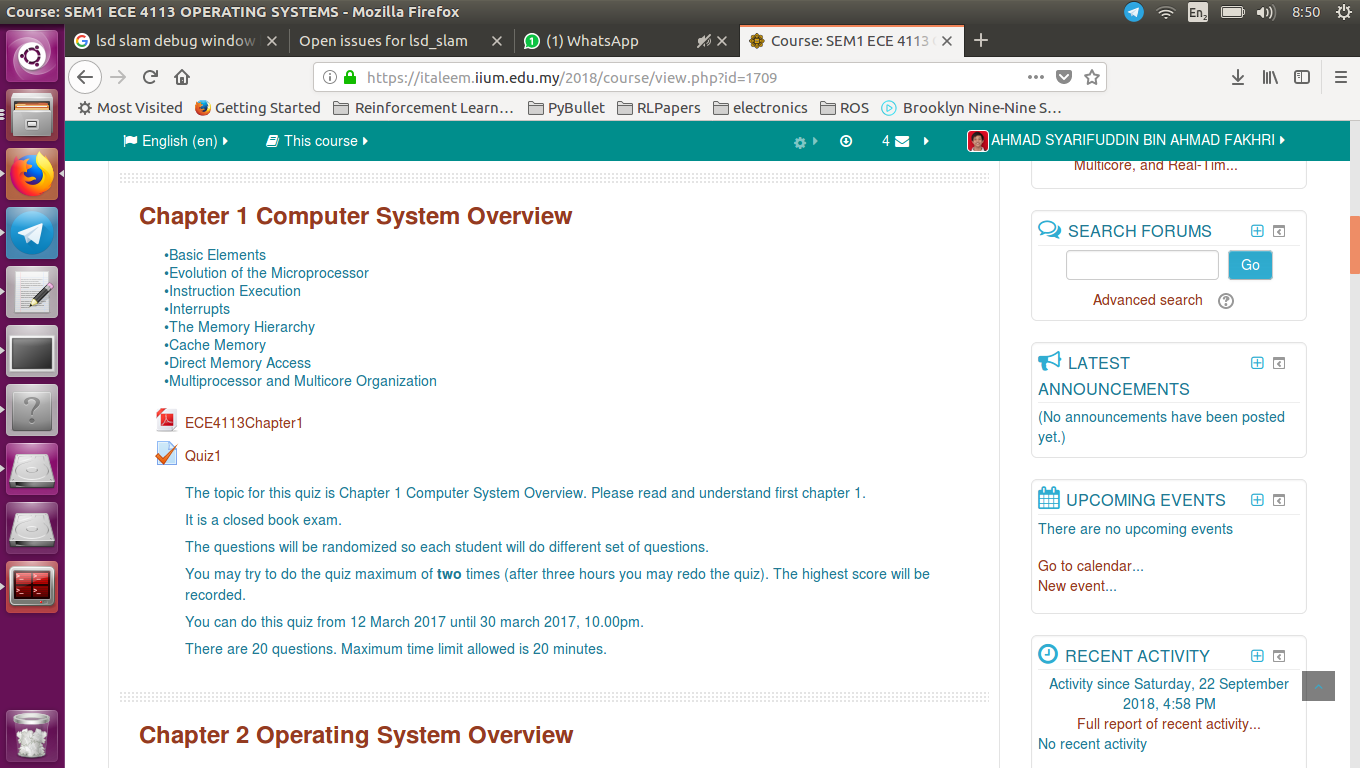 Course: SEM1 ECE 4113 OPERATING SYSTEMS - Mozilla Firefox
En2
8:50
lsd slam debug window
Open issues for lsd_slam
(1) WhatsApp
Course: SEM1 ECE 4113
https://italeem.iium.edu.my/2018/course/view.php?id=1709
Most Visited
Getting Started
Reinforcement Learn…
PyBullet
RLPapers
electronics
ROS
Brooklyn Nine-Nine S…
English (en)
This course
4
AHMAD SYARIFUDDIN BIN AHMAD FAKHRI
Chapter 1 Computer System Overview
•Basic Elements
•Evolution of the Microprocessor
•Instruction Execution
•Interrupts
•The Memory Hierarchy
•Cache Memory
•Direct Memory Access
•Multiprocessor and Multicore Organization
ECE4113Chapter1
Quiz1
The topic for this quiz is Chapter 1 Computer System Overview. Please read and understand first chapter 1.
It is a closed book exam.
The questions will be randomized so each student will do different set of questions.
You may try to do the quiz maximum of two times (after three hours you may redo the quiz). The highest score will be
recorded.
You can do this quiz from 12 March 2017 until 30 march 2017, 10.00pm.
There are 20 questions. Maximum time limit allowed is 20 minutes.
Chapter 2 Operating System Overview
Multicore, and Real-Tim...
SEARCH FORUMS
Go
Advanced search
LATEST
ANNOUNCEMENTS
(No announcements have been posted
yet.)
UPCOMING EVENTS
There are no upcoming events
Go to calendar...
New event...
RECENT ACTIVITY
Activity since Saturday, 22 September
2018, 4:58 PM
Full report of recent activity...
No recent activity